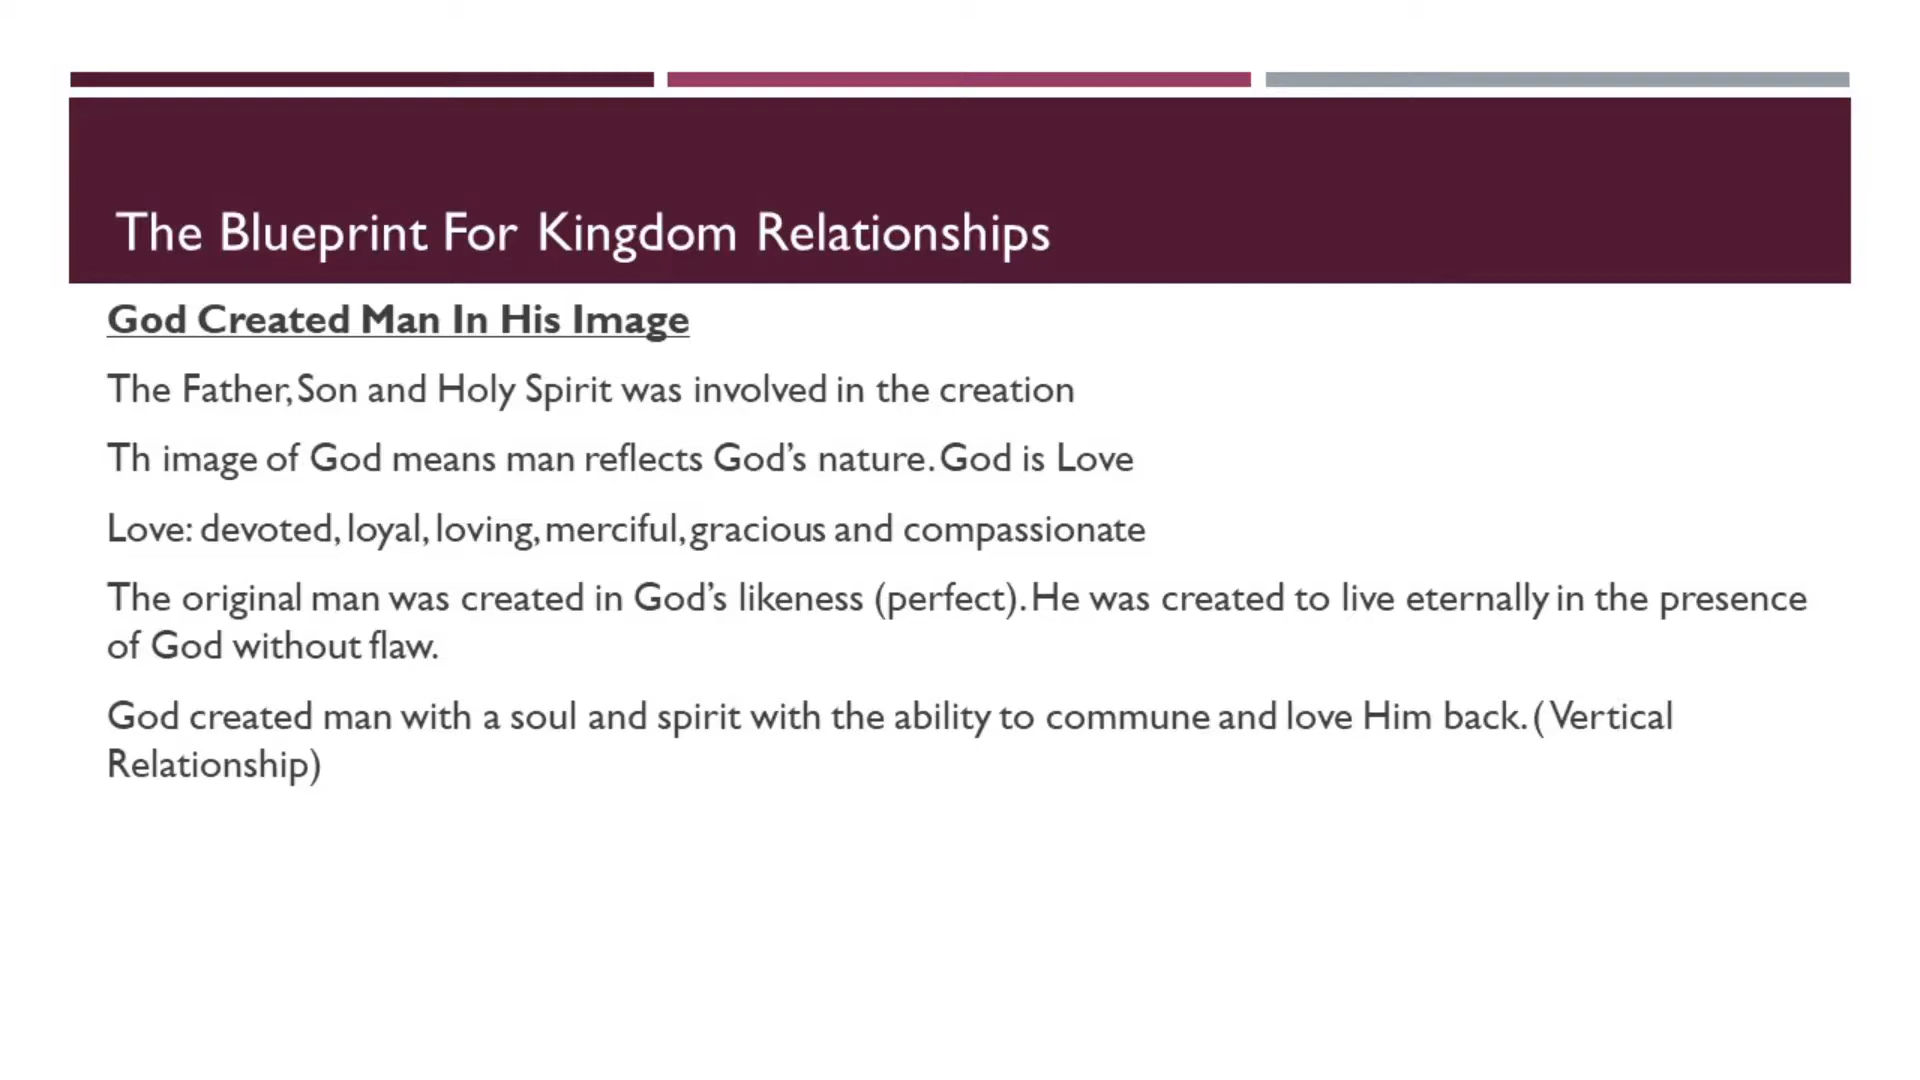 The Blueprint For Kingdom Relationships
God Created Man In His Image
The Father, Son and Holy Spirit was involved in the creation
Th image of God means man reflects God’s nature. God is Love
Love: devoted, loyal, loving, merciful, gracious and compassionate
The original man was created in God’s likeness (perfect). He was created to live eternally in the presence
of God without flaw.
God created man with a soul and spirit with the ability to commune and love Him back. ( Vertical
Relationship)